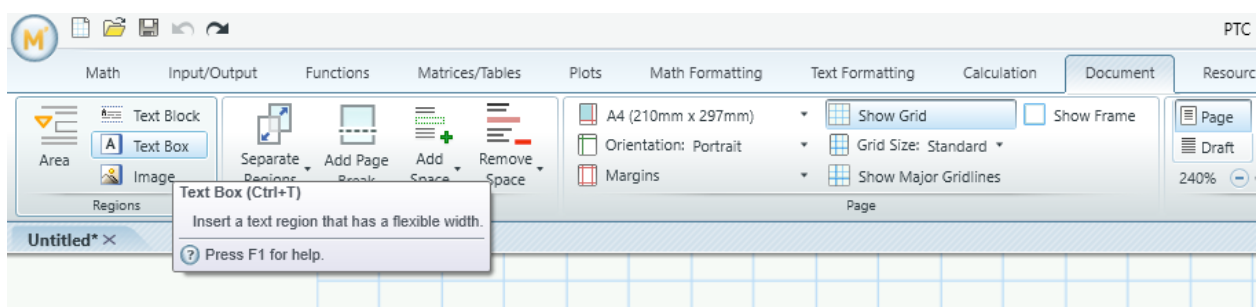 M
PTC
Math Input/Output Functions Matrices/Tables Plots Math Formatting Text Formatting Calculation Document Resourc
Text Block A4 (210mm x 297mm) Show Grid Show Frame Page
Area A Text Box Separate Regions Add Page Break Add Space Remove Space Orientation: Portrait Grid Size: Standard Draft
Image Margins Show Major Gridlines 240%
Text Box (Ctrl+T)
Regions Insert a text region that has a flexible width. Page
Untitled* ? Press F1 for help.